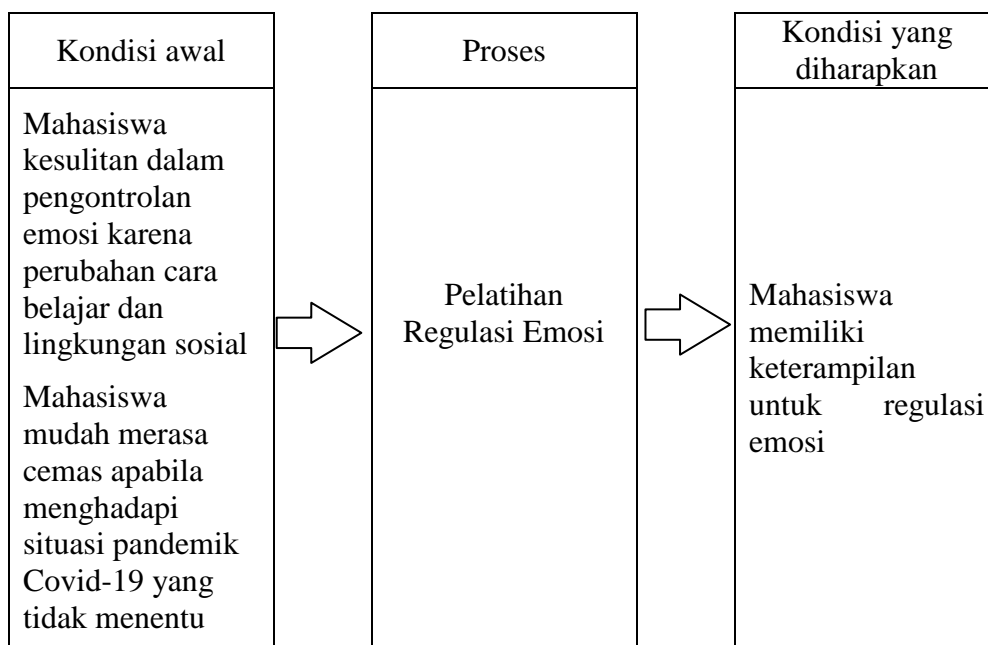 Kondisi awal
Mahasiswa
kesulitan dalam
pengontrolan
emosi karena
perubahan cara
belajar dan
lingkungan sosial
Mahasiswa
mudah merasa
cemas apabila
menghadapi
situasi pandemik
Covid-19 yang
tidak menentu
Proses
Pelatihan
Regulasi Emosi
Kondisi yang
diharapkan
Mahasiswa
memiliki
keterampilan
untuk regulasi
emosi